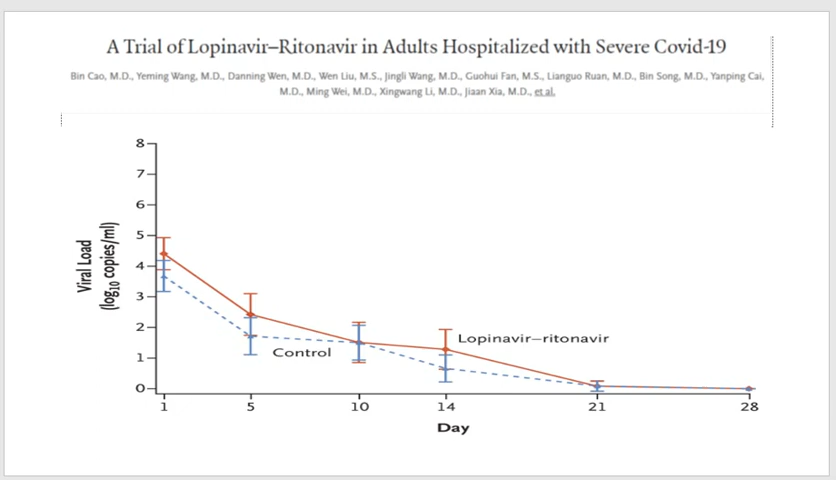 A Trial of Lopinavir–Ritonavir in Adults Hospitalized with Severe Covid-19
Bin Cao, M.D., Yeming Wang, M.D., Danning Wen, M.D., Wen Liu, M.S., Jingli Wang, M.D., Guohui Fan, M.S., Lianguo Ruan, M.D., Bin Song, M.D., Yanping Cai,
M.D., Ming Wei, M.D., Xingwang Li, M.D., Jiaan Xia, M.D., et al.
8
7
6
5
4
3
2
1
0
Viral Load
(log10 copies/ml)
Lopinavir–ritonavir
Control
1 5 10 14 21 28
Day